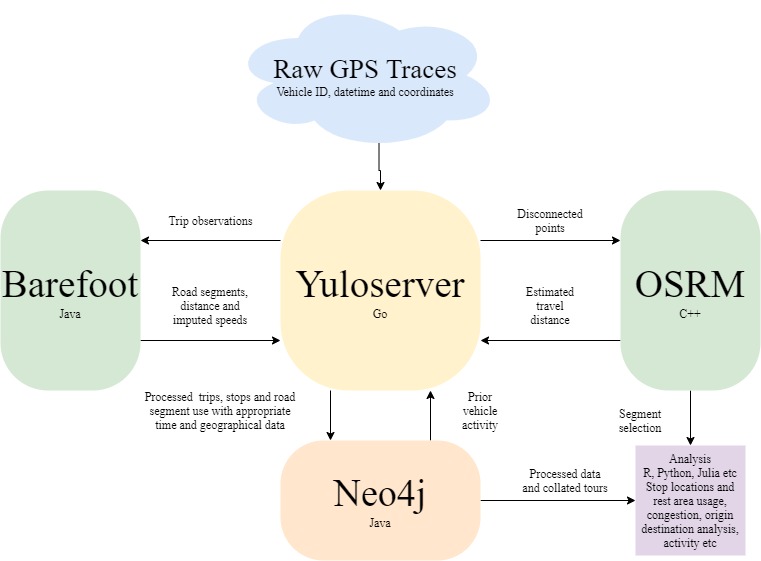 Raw GPS Traces
Vehicle ID, datetime and coordinates
Trip observations
Disconnected
points
Barefoot
Java
Road segments,
distance and
imputed speeds
Yuloserver
Go
Estimated
travel
distance
OSRM
C++
Processed trips, stops and road
segment use with appropriate
time and geographical data
Prior
vehicle
activity
Segment
selection
Neo4j
Java
Processed data
and collated tours
Analysis
R, Python, Julia etc
Stop locations and
rest area usage,
congestion, origin
destination analysis,
activity etc